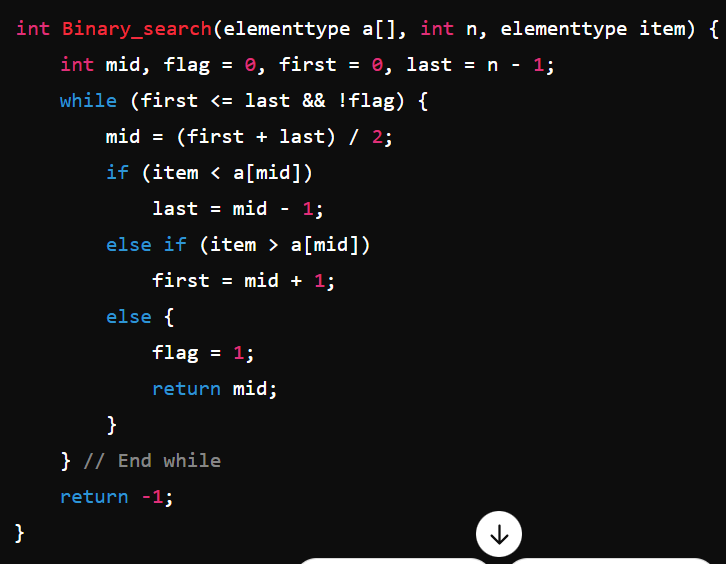 int Binary_search(elementtype a[], int n, elementtype item) {
    int mid, flag = 0, first = 0, last = n - 1;
    while (first <= last && !flag) {
        mid = (first + last) / 2;
        if (item < a[mid])
            last = mid - 1;
        else if (item > a[mid])
            first = mid + 1;
        else {
            flag = 1;
            return mid;
        }
    } // End while
    return -1;
}